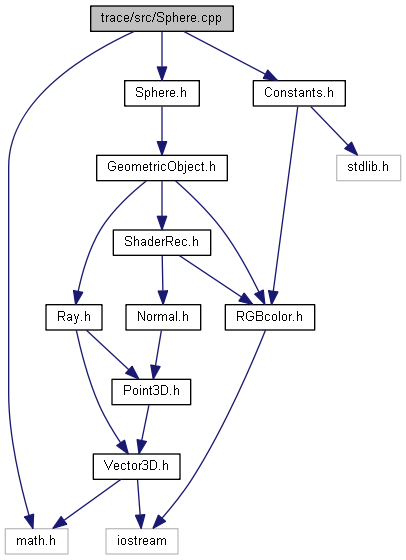 trace/src/Sphere.cpp
Sphere.h
Constants.h
GeometricObject.h
stdlib.h
ShaderRec.h
Ray.h
Normal.h
RGBcolor.h
Point3D.h
Vector3D.h
math.h
iostream